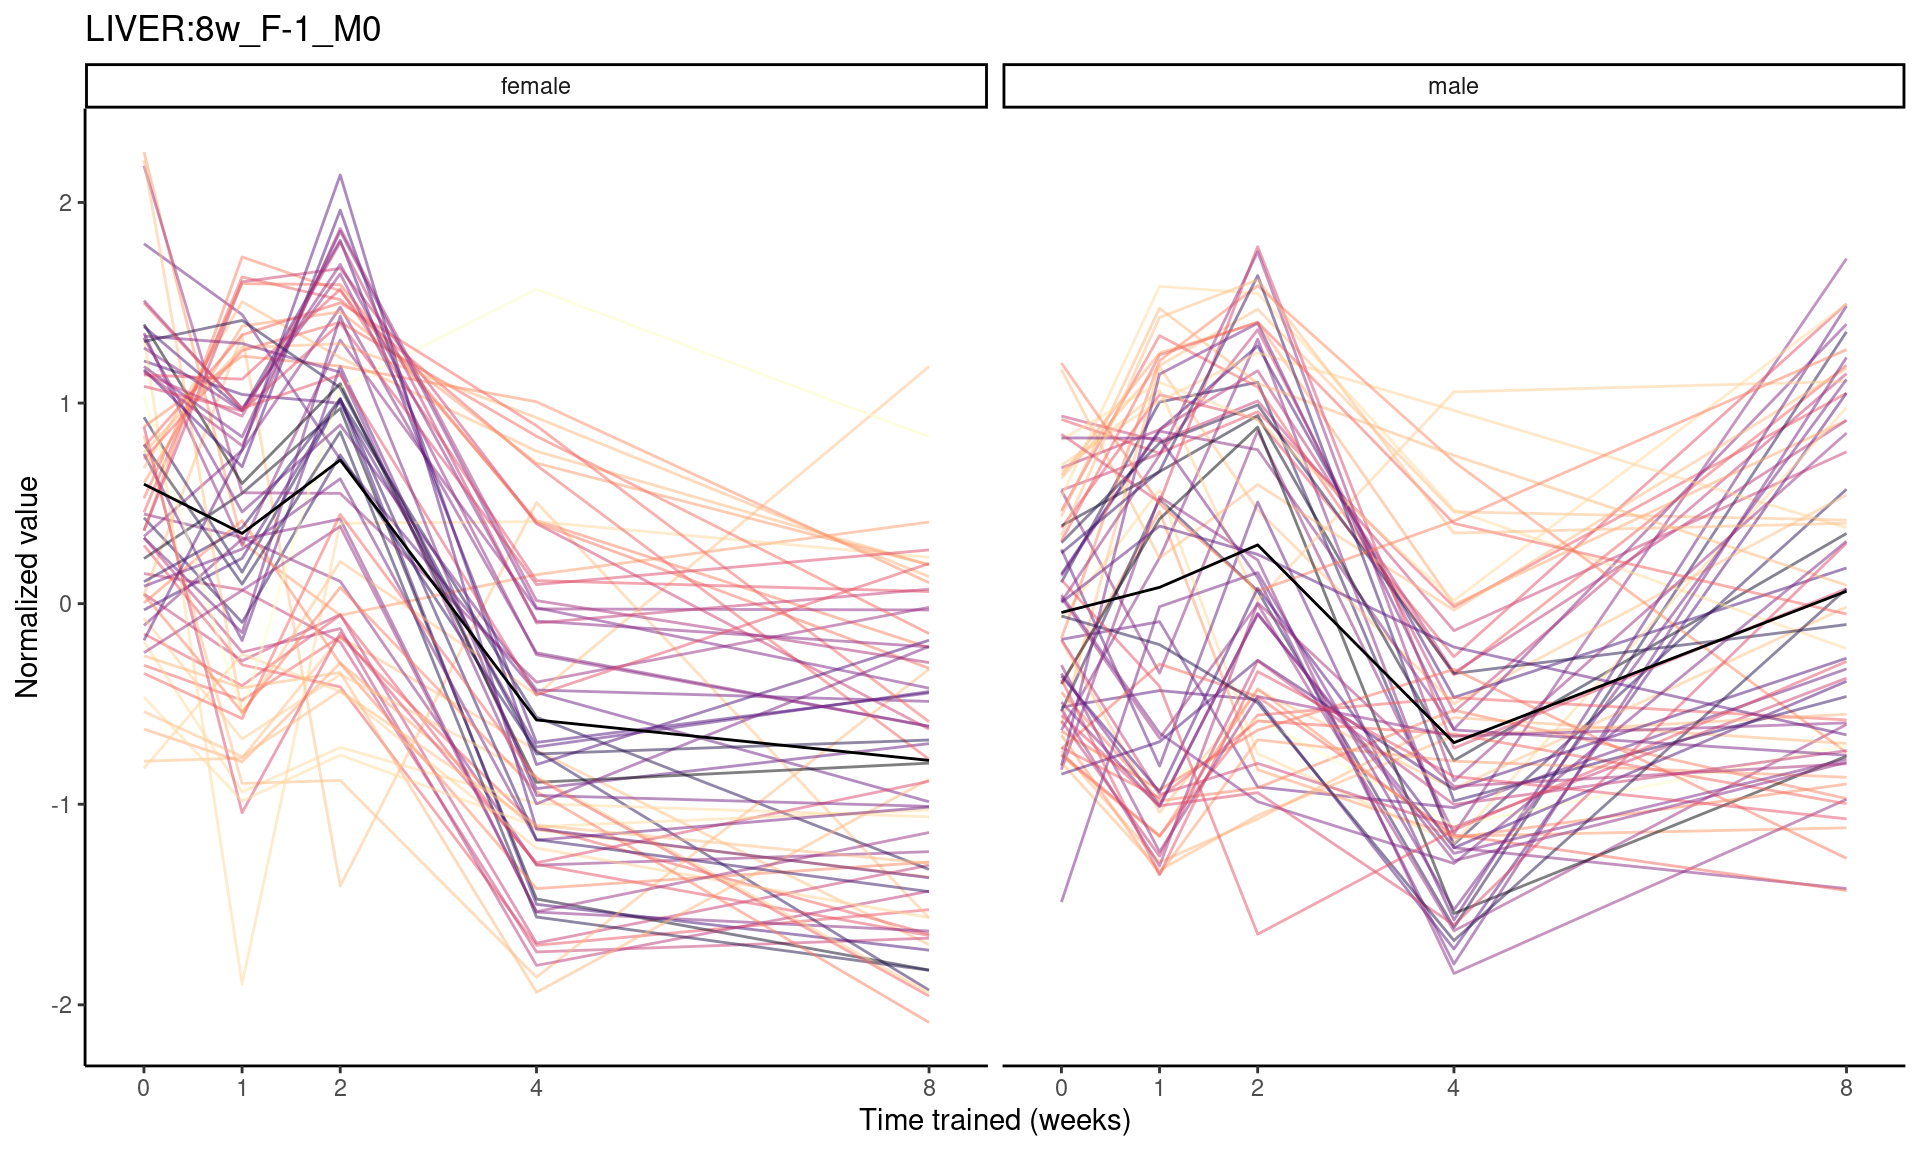 LIVER:8w_F-1_M0
female
male
Normalized value
2
1
0
-1
-2
0 1 2 4 8
0 1 2 4 8
Time trained (weeks)